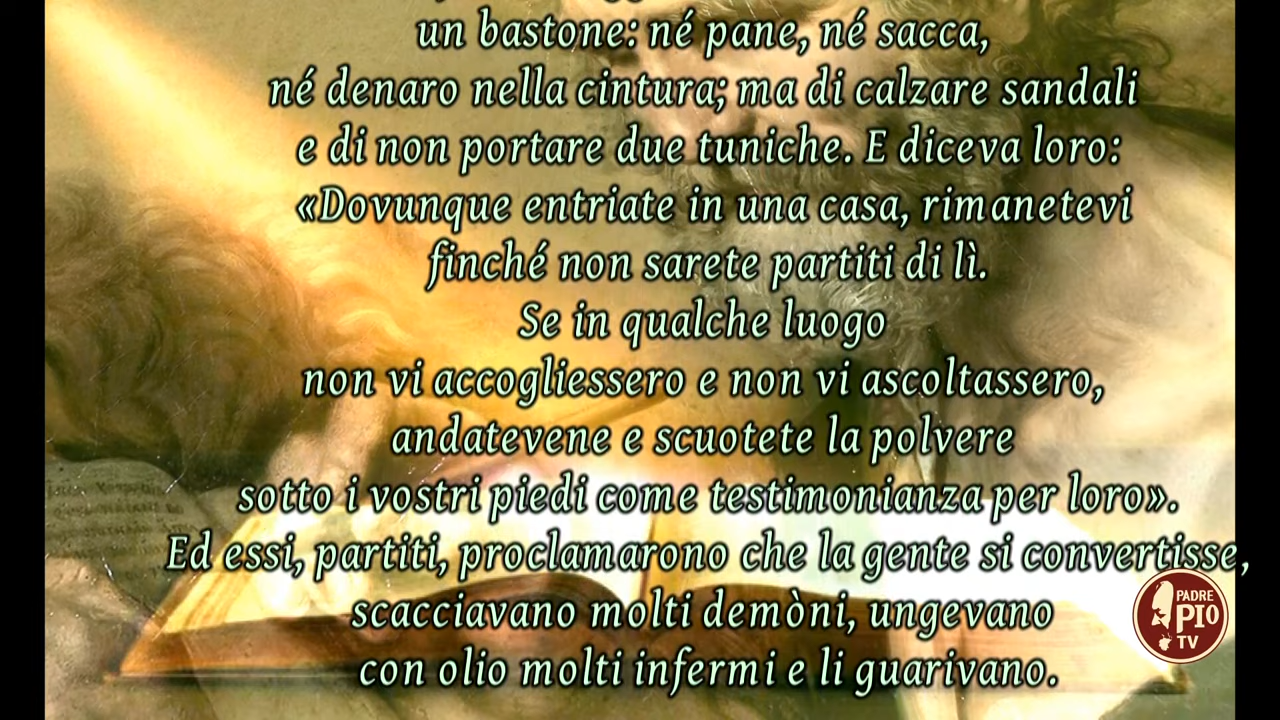 un bastone: né pane, né sacca,
né denaro nella cintura; ma di calzare sandali
e di non portare due tuniche. E diceva loro:
«Dovunque entriate in una casa, rimanetevi
finché non sarete partiti di lì.
Se in qualche luogo
non vi accogliessero e non vi ascoltassero,
andatevene e scuotete la polvere
sotto i vostri piedi come testimonianza per loro».
Ed essi, partiti, proclamarono che la gente si convertisse,
scacciavano molti demòni, ungevano
con olio molti infermi e li guarivano.
PADRE
PIO
TV